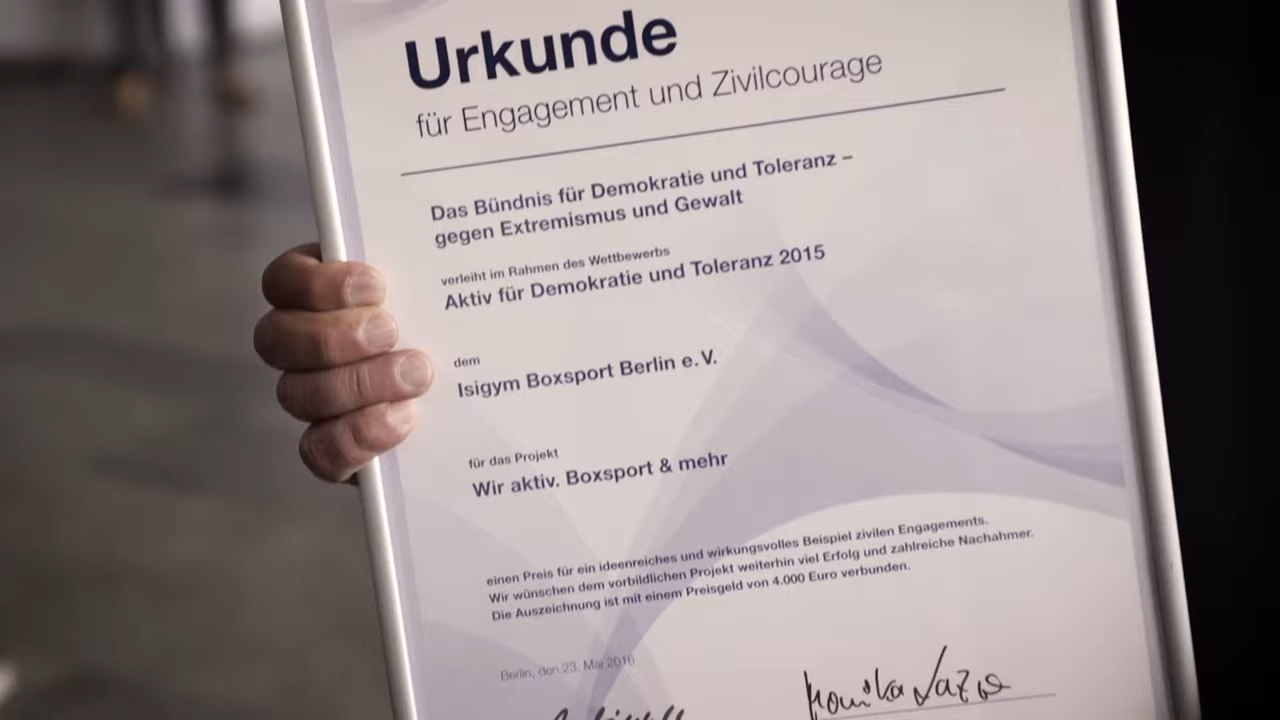 Urkunde
für Engagement und Zivilcourage
Das Bündnis für Demokratie und Toleranz –
gegen Extremismus und Gewalt
verleiht im Rahmen des Wettbewerbs
Aktiv für Demokratie und Toleranz 2015
dem
Isigym Boxsport Berlin e.V.
für das Projekt
Wir aktiv. Boxsport & mehr
einen Preis für ein ideenreiches und wirkungsvolles Beispiel zivilen Engagements.
Wir wünschen dem vorbildlichen Projekt weiterhin viel Erfolg und zahlreiche Nachahmer.
Die Auszeichnung ist mit einem Preisgeld von 4.000 Euro verbunden.
Berlin, den 23. Mai 2016